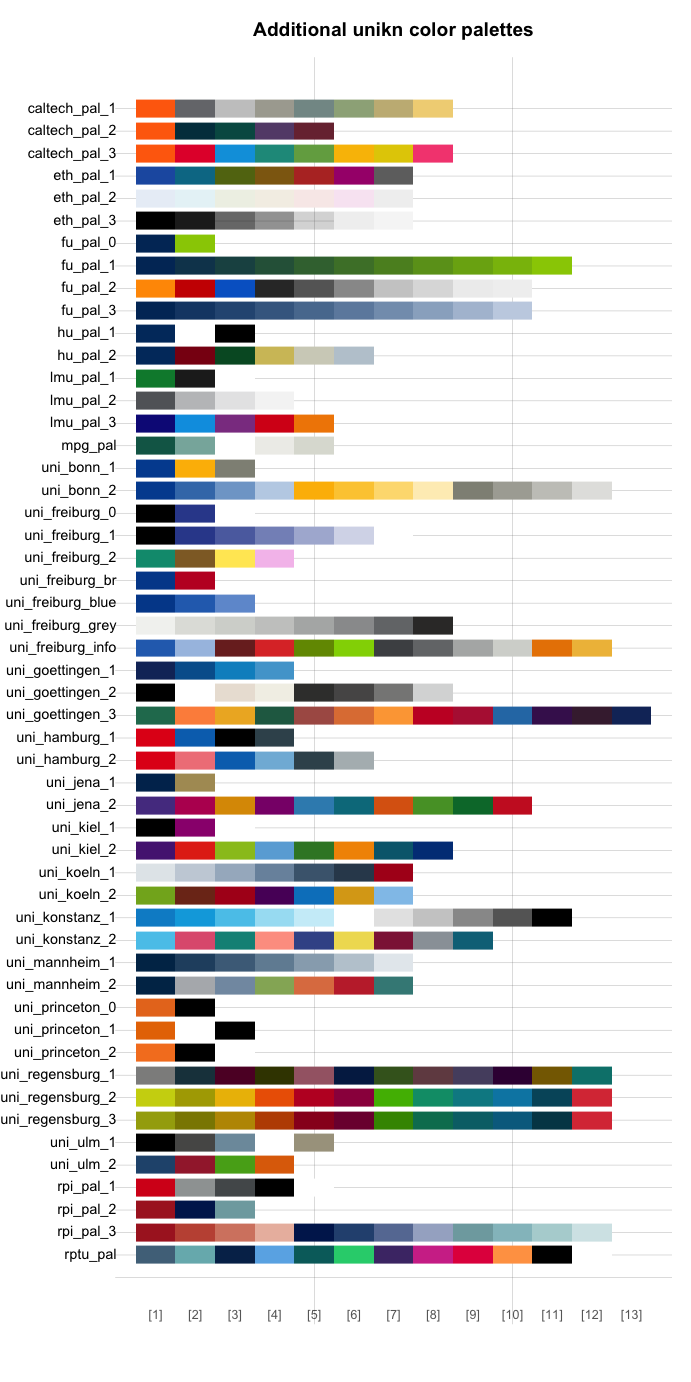 Additional unikn color palettes
caltech_pal_1
caltech_pal_2
caltech_pal_3
eth_pal_1
eth_pal_2
eth_pal_3
fu_pal_0
fu_pal_1
fu_pal_2
fu_pal_3
hu_pal_1
hu_pal_2
lmu_pal_1
lmu_pal_2
lmu_pal_3
mpg_pal
uni_bonn_1
uni_bonn_2
uni_freiburg_0
uni_freiburg_1
uni_freiburg_2
uni_freiburg_br
uni_freiburg_blue
uni_freiburg_grey
uni_freiburg_info
uni_goettingen_1
uni_goettingen_2
uni_goettingen_3
uni_hamburg_1
uni_hamburg_2
uni_jena_1
uni_jena_2
uni_kiel_1
uni_kiel_2
uni_koeln_1
uni_koeln_2
uni_konstanz_1
uni_konstanz_2
uni_mannheim_1
uni_mannheim_2
uni_princeton_0
uni_princeton_1
uni_princeton_2
uni_regensburg_1
uni_regensburg_2
uni_regensburg_3
uni_ulm_1
uni_ulm_2
rpi_pal_1
rpi_pal_2
rpi_pal_3
rptu_pal
[1] [2] [3] [4] [5] [6] [7] [8] [9] [10] [11] [12] [13]